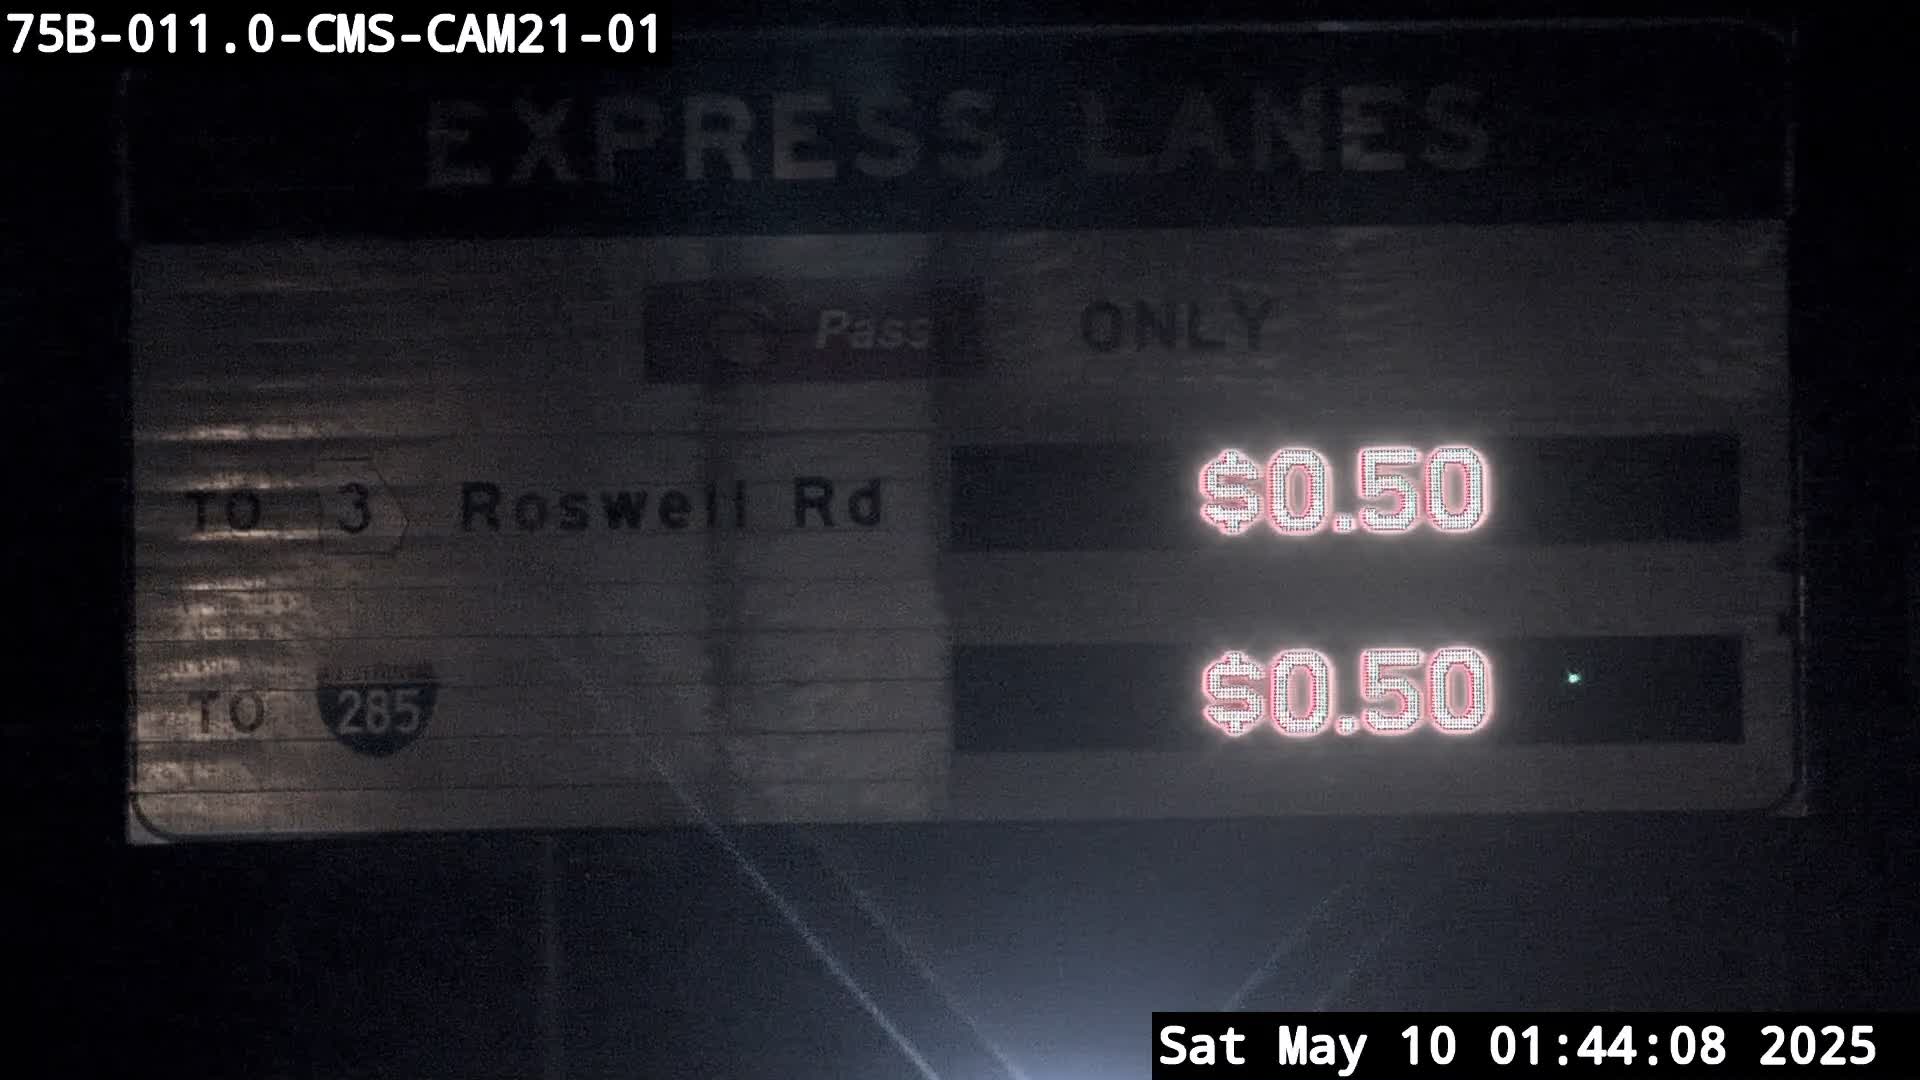 75B-011.0-CMS-CAM21-01
EXPRESS LANES
Pass ONLY
TO 3 Roswell Rd $0.50
TO 285 $0.50
Sat May 10 01:44:08 2025